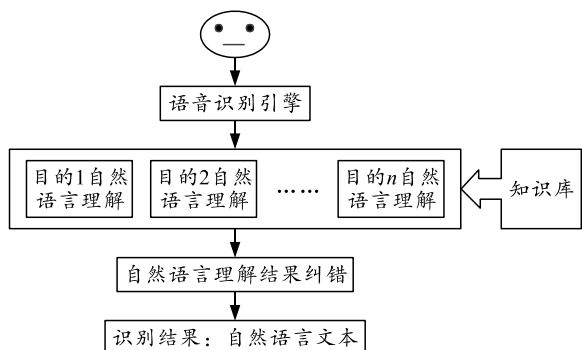 语音识别引擎
目的1自然
语言理解
目的2自然
语言理解
……
目的n自然
语言理解
知识库
自然语言理解结果纠错
识别结果：自然语言文本